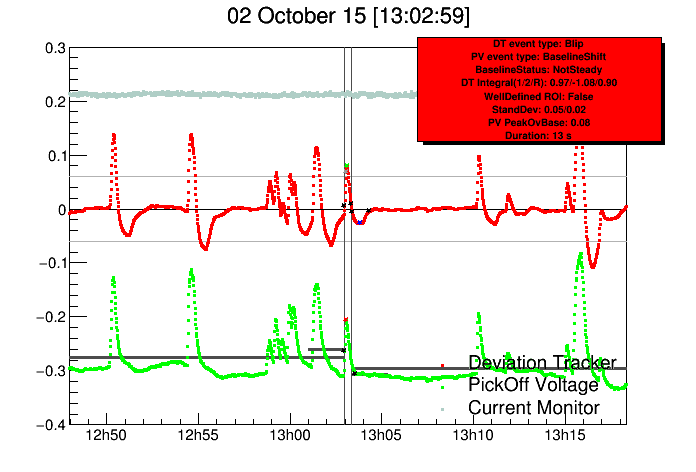 02 October 15 [13:02:59]
DT event type: Blip
PV event type: BaselineShift
BaselineStatus: NotSteady
DT Integral(1/2/R): 0.97/-1.08/0.90
WellDefined ROI: False
StandDev: 0.05/0.02
PV PeakOvBase: 0.08
Duration: 13 s
0.3
0.2
0.1
0
−0.1
−0.2
−0.3
−0.4
Deviation Tracker
PickOff Voltage
Current Monitor
12h50 12h55 13h00 13h05 13h10 13h15